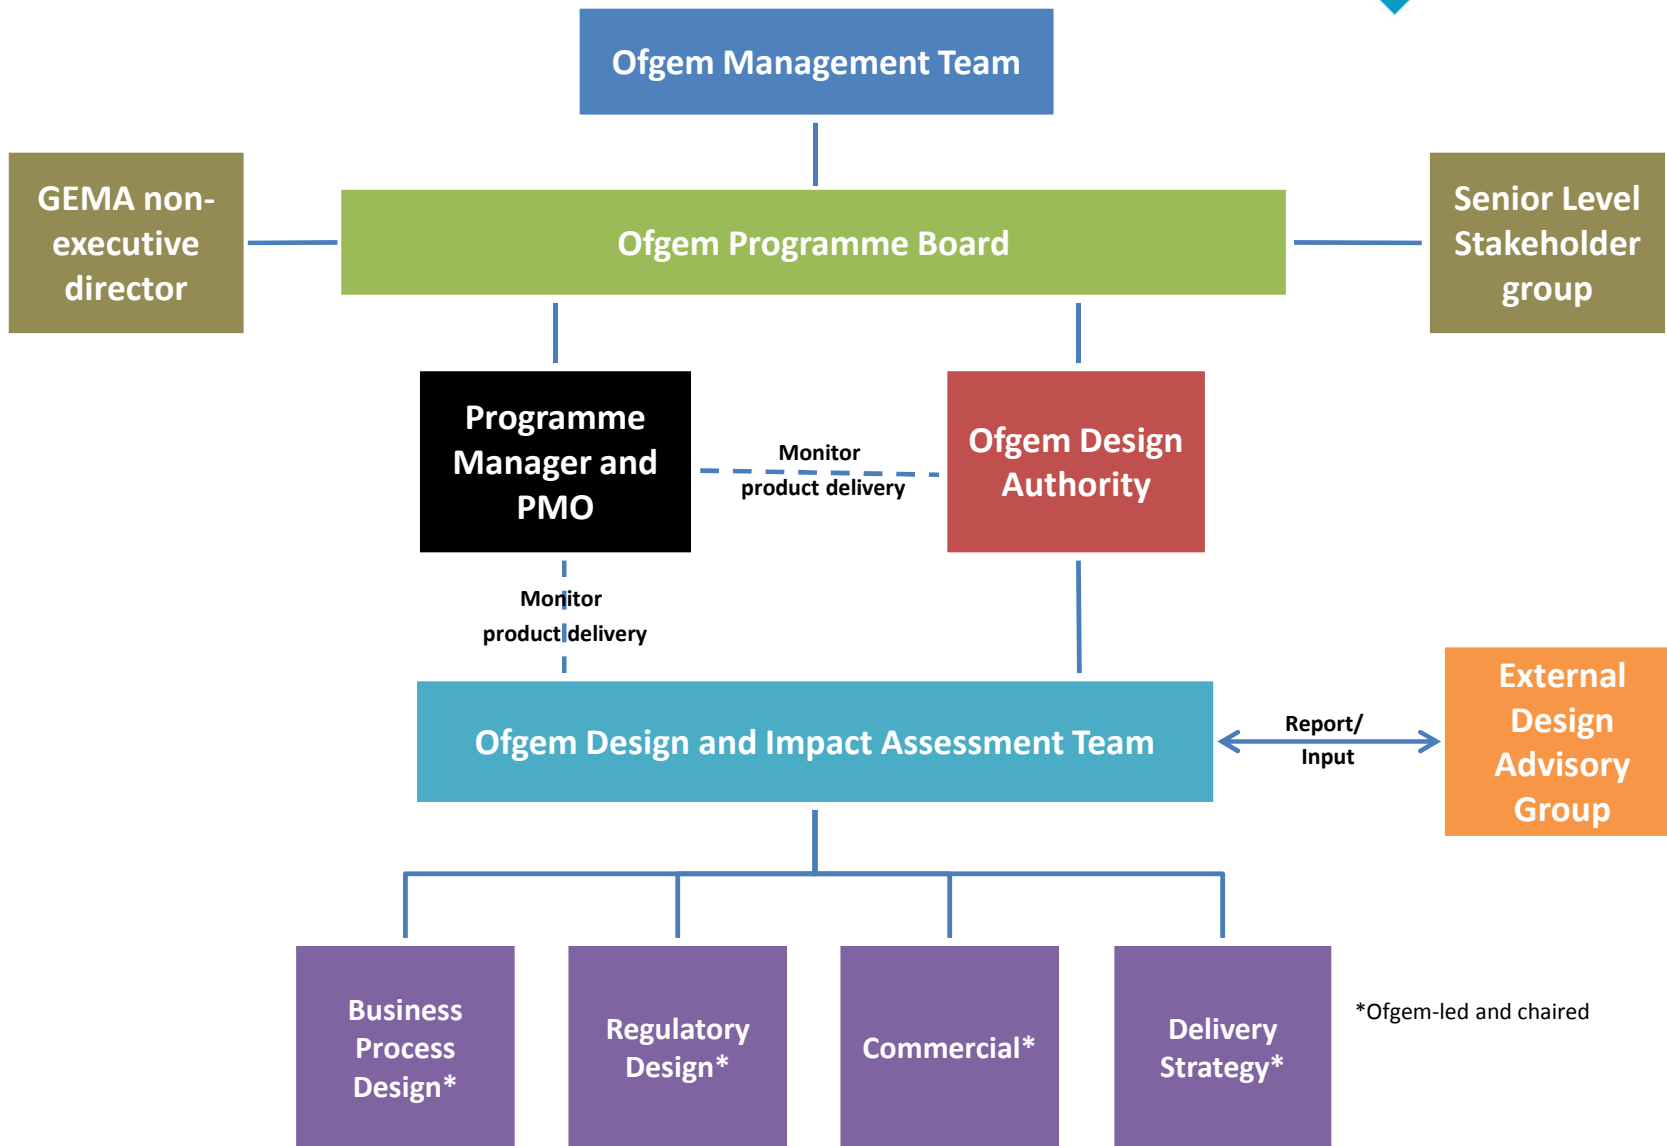 Ofgem Management Team
GEMA non-
executive
director
Ofgem Programme Board
Senior Level
Stakeholder
group
Programme
Manager and
PMO
Monitor
product delivery
Ofgem Design
Authority
Monitor
product delivery
Ofgem Design and Impact Assessment Team
Report/
Input
External
Design
Advisory
Group
Business
Process
Design*
Regulatory
Design*
Commercial*
Delivery
Strategy*
*Ofgem-led and chaired